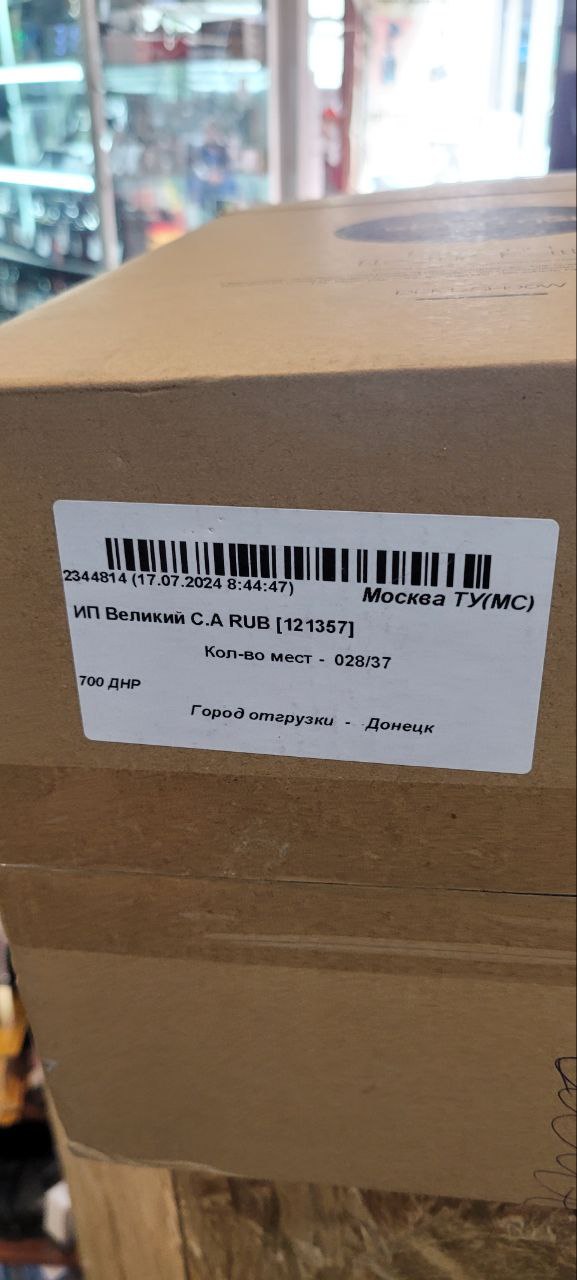 2344814 (17.07.2024 8:44:47)
Москва ТУ(МС)
ИП Великий С.А RUB [121357]
Кол-во мест - 028/37
700 ДНР
Город отгрузки - Донецк